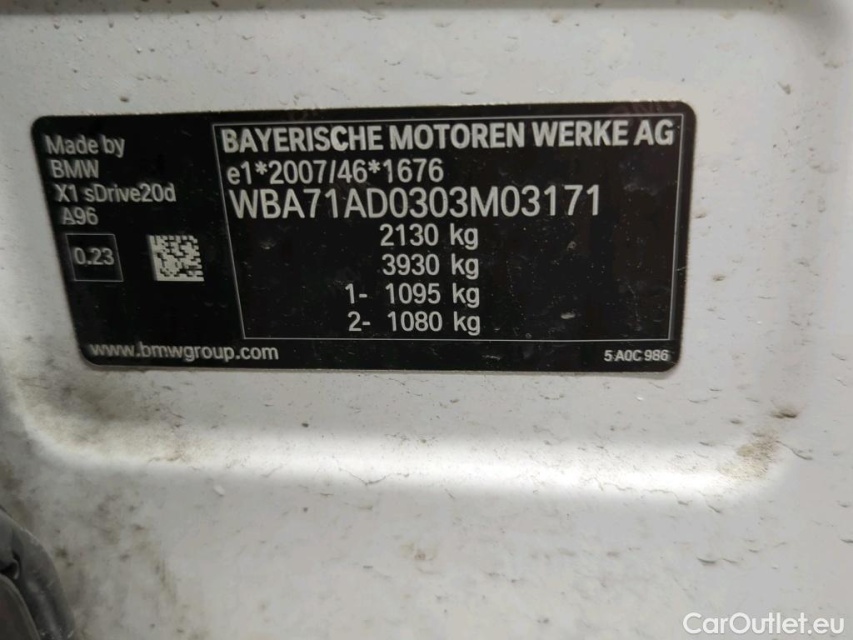 Made by
BMW
X1 sDrive20d
A96
0.23
BAYERISCHE MOTOREN WERKE AG
e1*2007/46*1676
WBA71AD0303M03171
2130 kg
3930 kg
1- 1095 kg
2- 1080 kg
www.bmwgroup.com
5 A0C 986
CarOutlet.eu